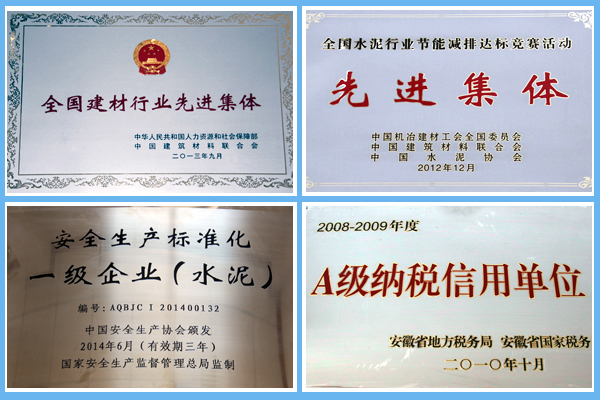 全国建材行业先进集体
中华人民共和国人力资源和社会保障部
中国建筑材料联合会
二〇一三年九月
全国水泥行业节能减排达标竞赛活动
先进集体
中国机冶建材工会全国委员会
中国建筑材料联合会
中国水泥协会
2012年12月
安全生产标准化
一级企业(水泥)
编号:AQBJC I 201400132
中国安全生产协会颁发
2014年6月(有效期三年)
国家安全生产监督管理总局监制
2008-2009年度
A级纳税信用单位
安徽省地方税务局 安徽省国家税务
二〇一〇年十月